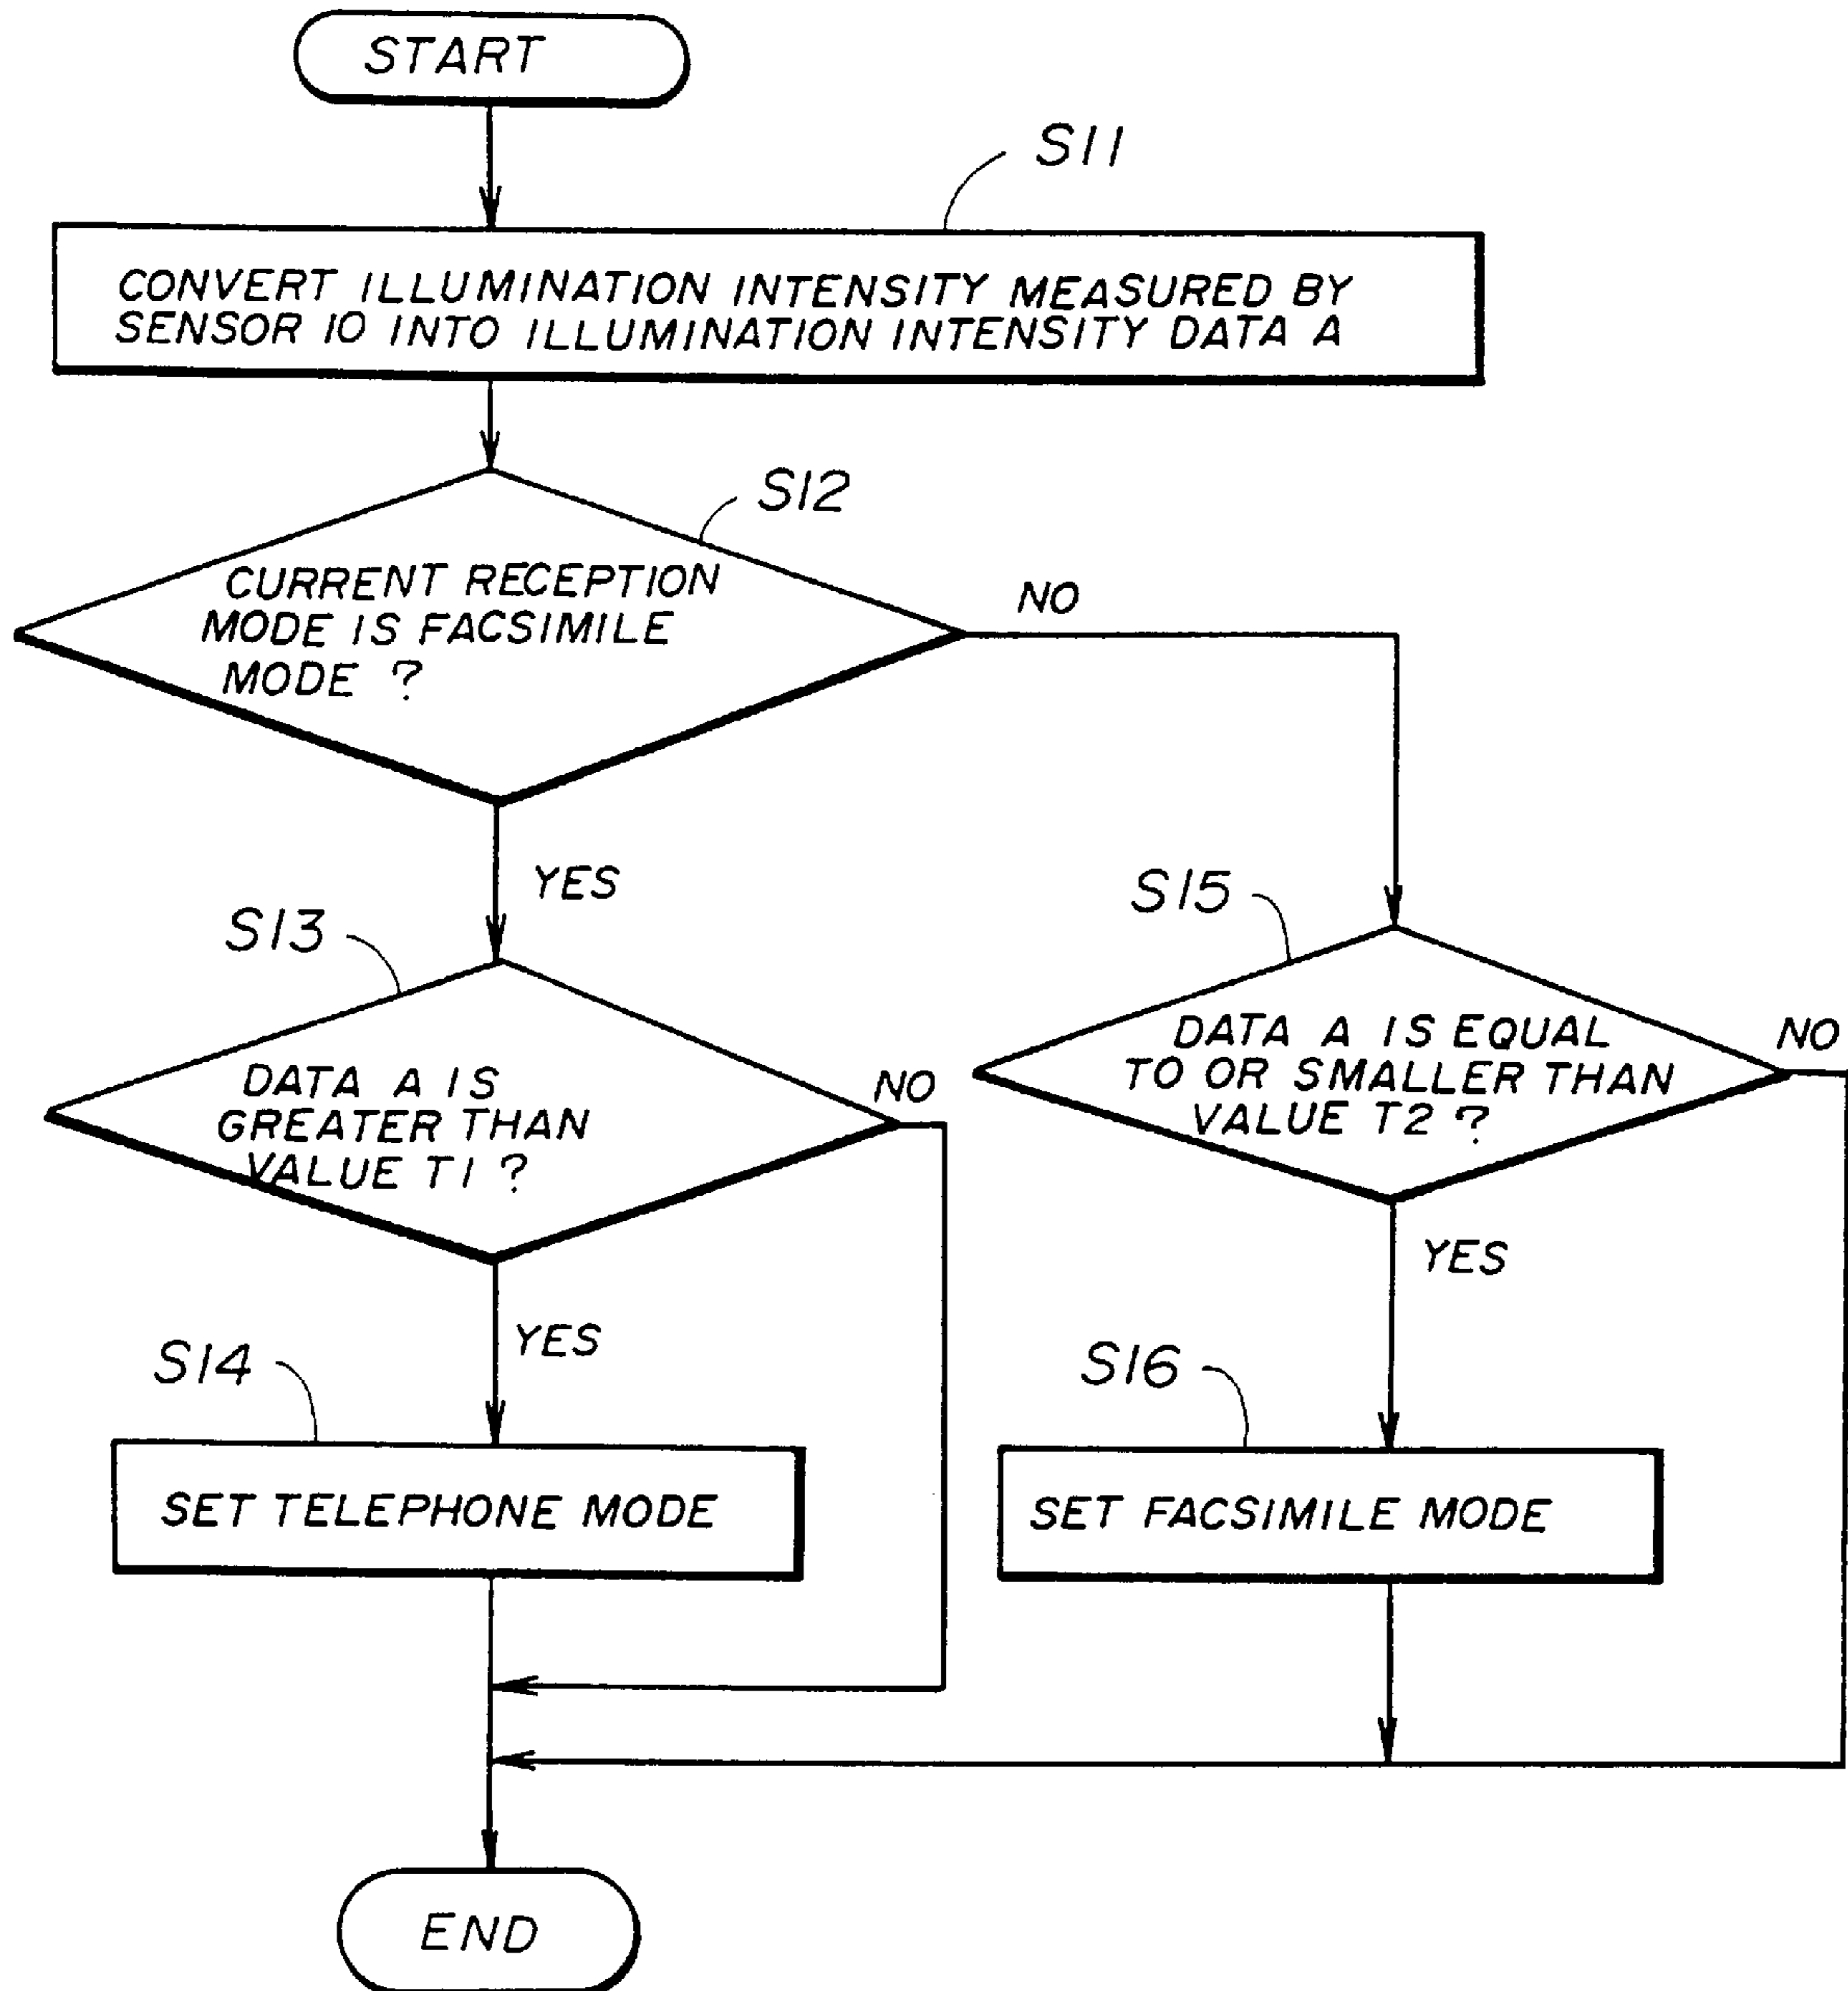 START
S11
CONVERT ILLUMINATION INTENSITY MEASURED BY
SENSOR 10 INTO ILLUMINATION INTENSITY DATA A
S12
CURRENT RECEPTION
MODE IS FACSIMILE
MODE ?
NO
YES
S13
DATA A IS
GREATER THAN
VALUE T1 ?
NO
YES
S14
SET TELEPHONE MODE
S15
DATA A IS EQUAL
TO OR SMALLER THAN
VALUE T2 ?
NO
YES
S16
SET FACSIMILE MODE
END